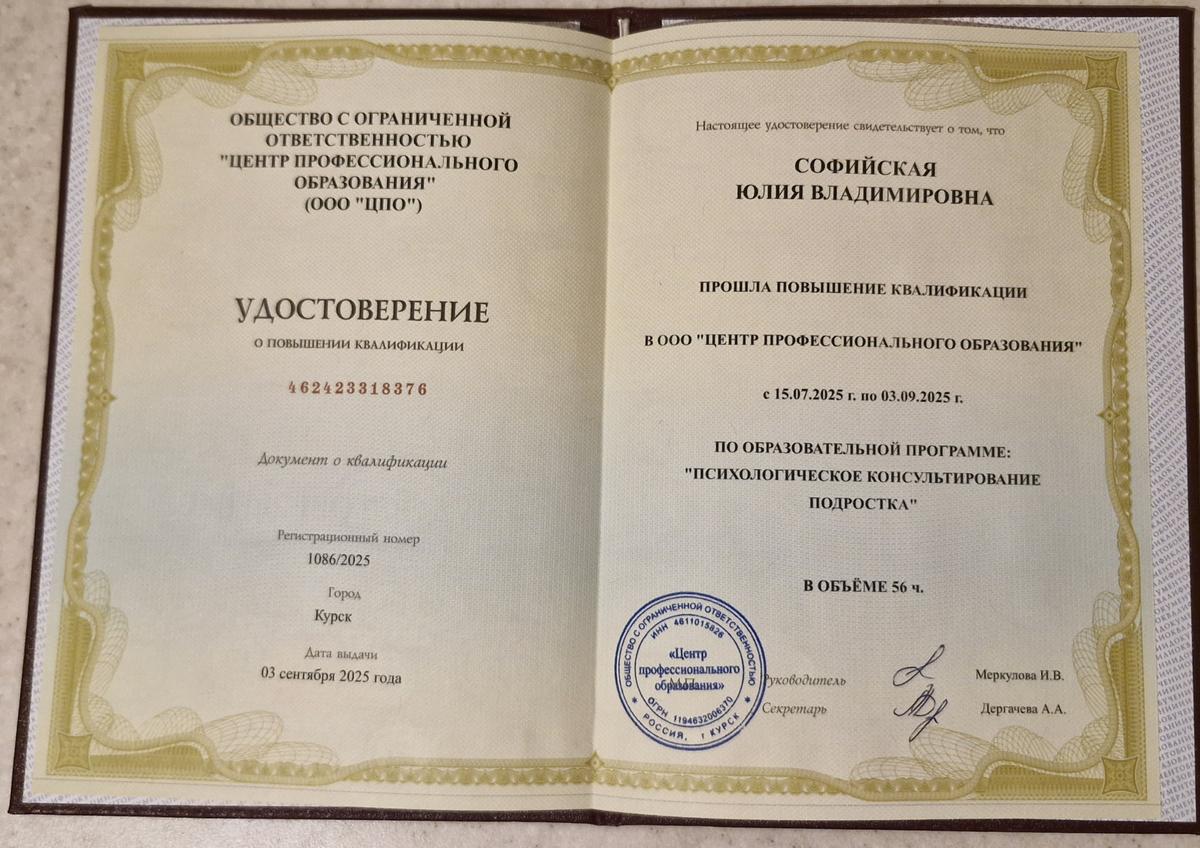 ОБЩЕСТВО С ОГРАНИЧЕННОЙ
ОТВЕТСТВЕННОСТЬЮ
"ЦЕНТР ПРОФЕССИОНАЛЬНОГО
ОБРАЗОВАНИЯ"
(ООО "ЦПО")
УДОСТОВЕРЕНИЕ
О ПОВЫШЕНИИ КВАЛИФИКАЦИИ
462423318376
Документ о квалификации
Регистрационный номер
1086/2025
Город
Курск
Дата выдачи
03 сентября 2025 года
Настоящее удостоверение свидетельствует о том, что
СОФИЙСКАЯ
ЮЛИЯ ВЛАДИМИРОВНА
ПРОШЛА ПОВЫШЕНИЕ КВАЛИФИКАЦИИ
В ООО "ЦЕНТР ПРОФЕССИОНАЛЬНОГО ОБРАЗОВАНИЯ"
с 15.07.2025 г. по 03.09.2025 г.
ПО ОБРАЗОВАТЕЛЬНОЙ ПРОГРАММЕ:
"ПСИХОЛОГИЧЕСКОЕ КОНСУЛЬТИРОВАНИЕ
ПОДРОСТКА"
В ОБЪЁМЕ 56 ч.
ОБЩЕСТВО С ОГРАНИЧЕННОЙ ОТВЕТСТВЕННОСТЬЮ
ИНН 4611015826
«Центр
профессионального
образования»
М.П.
ОГРН 1194632006370
РОССИЯ, г КУРСК
Руководитель
Меркулова И.В.
Секретарь
Дергачева А.А.